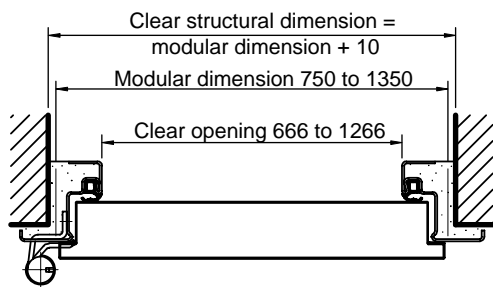 Clear structural dimension =
modular dimension + 10
Modular dimension 750 to 1350
Clear opening 666 to 1266